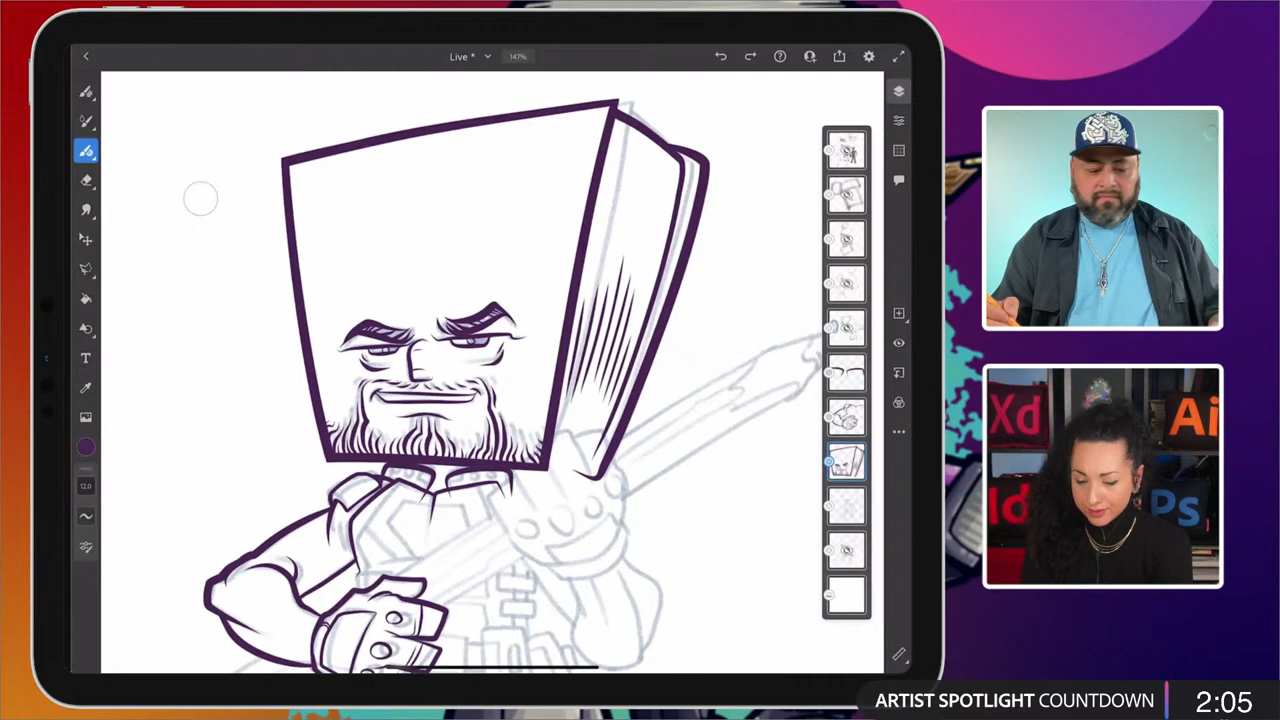 Live *
147%
T
12.0
Xd
Ai
Id
Ps
ARTIST SPOTLIGHT COUNTDOWN
2:05